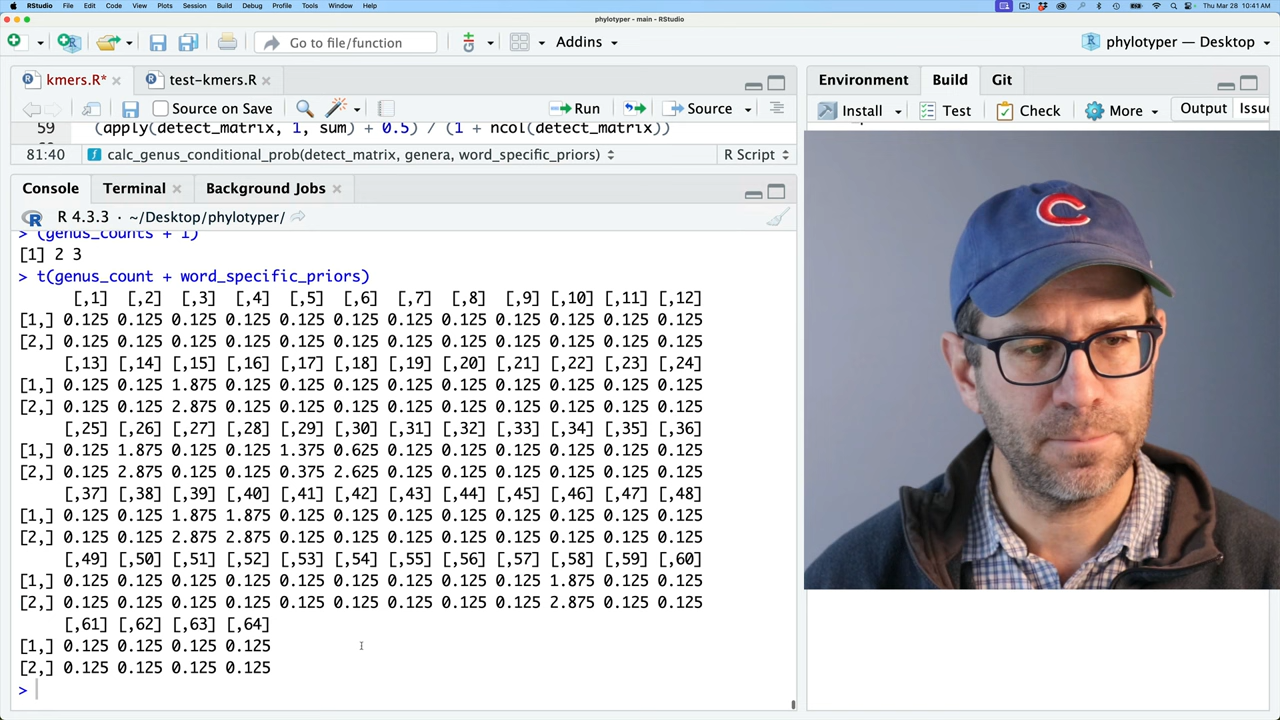 RStudio File Edit Code View Plots Session Build Debug Profile Tools Window Help Thu Mar 28 10:41 AM
phylotyper - main - RStudio
Go to file/function Addins phylotyper — Desktop
kmers.R* test-kmers.R Environment Build Git
Source on Save Run Source Install Test Check More Output Issue
59 (apply(detect_matrix, 1, sum) + 0.5) / (1 + ncol(detect_matrix))
81:40 calc_genus_conditional_prob(detect_matrix, genera, word_specific_priors) R Script
Console Terminal Background Jobs
R 4.3.3 · ~/Desktop/phylotyper/
> (genus_counts + 1)
[1] 2 3
> t(genus_count + word_specific_priors)
[,1] [,2] [,3] [,4] [,5] [,6] [,7] [,8] [,9] [,10] [,11] [,12]
[1,] 0.125 0.125 0.125 0.125 0.125 0.125 0.125 0.125 0.125 0.125 0.125 0.125
[2,] 0.125 0.125 0.125 0.125 0.125 0.125 0.125 0.125 0.125 0.125 0.125 0.125
[,13] [,14] [,15] [,16] [,17] [,18] [,19] [,20] [,21] [,22] [,23] [,24]
[1,] 0.125 0.125 1.875 0.125 0.125 0.125 0.125 0.125 0.125 0.125 0.125 0.125
[2,] 0.125 0.125 2.875 0.125 0.125 0.125 0.125 0.125 0.125 0.125 0.125 0.125
[,25] [,26] [,27] [,28] [,29] [,30] [,31] [,32] [,33] [,34] [,35] [,36]
[1,] 0.125 1.875 0.125 0.125 1.375 0.625 0.125 0.125 0.125 0.125 0.125 0.125
[2,] 0.125 2.875 0.125 0.125 0.375 2.625 0.125 0.125 0.125 0.125 0.125 0.125
[,37] [,38] [,39] [,40] [,41] [,42] [,43] [,44] [,45] [,46] [,47] [,48]
[1,] 0.125 0.125 1.875 1.875 0.125 0.125 0.125 0.125 0.125 0.125 0.125 0.125
[2,] 0.125 0.125 2.875 2.875 0.125 0.125 0.125 0.125 0.125 0.125 0.125 0.125
[,49] [,50] [,51] [,52] [,53] [,54] [,55] [,56] [,57] [,58] [,59] [,60]
[1,] 0.125 0.125 0.125 0.125 0.125 0.125 0.125 0.125 0.125 1.875 0.125 0.125
[2,] 0.125 0.125 0.125 0.125 0.125 0.125 0.125 0.125 0.125 2.875 0.125 0.125
[,61] [,62] [,63] [,64]
[1,] 0.125 0.125 0.125 0.125
[2,] 0.125 0.125 0.125 0.125
>
C